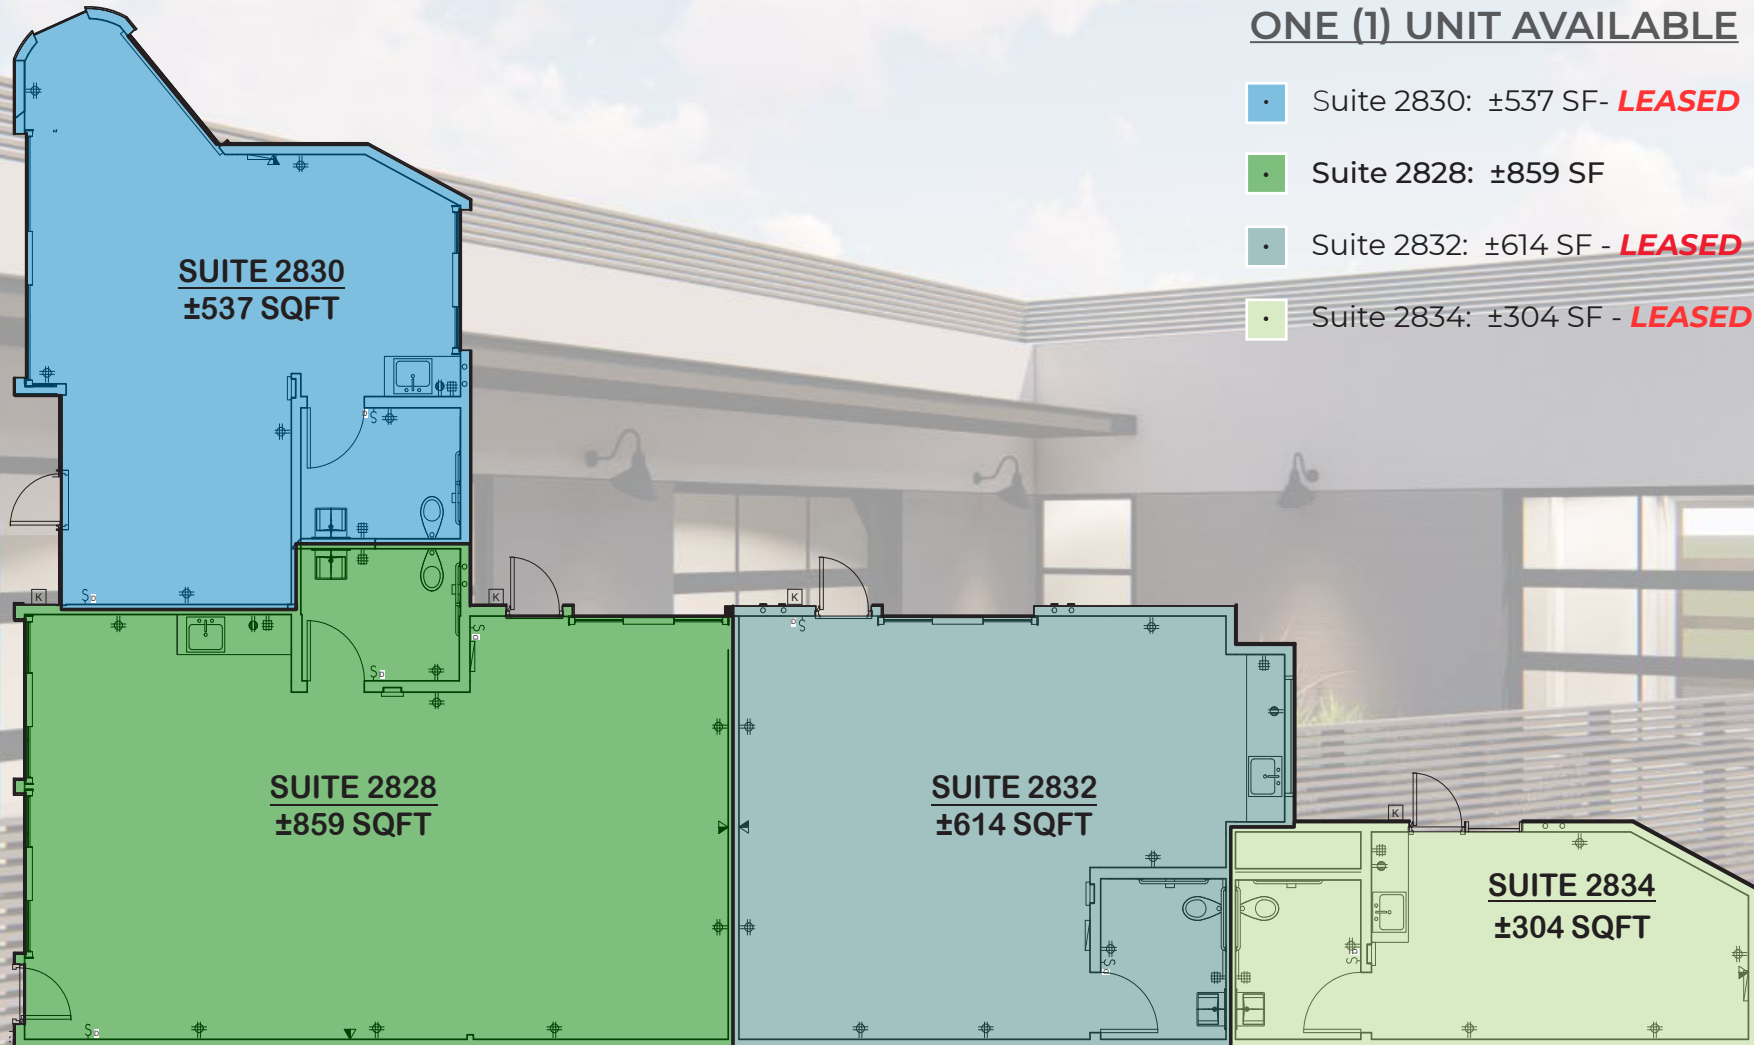 ONE (1) UNIT AVAILABLE
Suite 2830: ±537 SF- LEASED
Suite 2828: ±859 SF
Suite 2832: ±614 SF - LEASED
Suite 2834: ±304 SF - LEASED
SUITE 2830
±537 SQFT
K
S D
S D
K
K
S D
S D
S D
D S
SUITE 2828
±859 SQFT
SUITE 2832
±614 SQFT
K
SUITE 2834
±304 SQFT
S D
S D